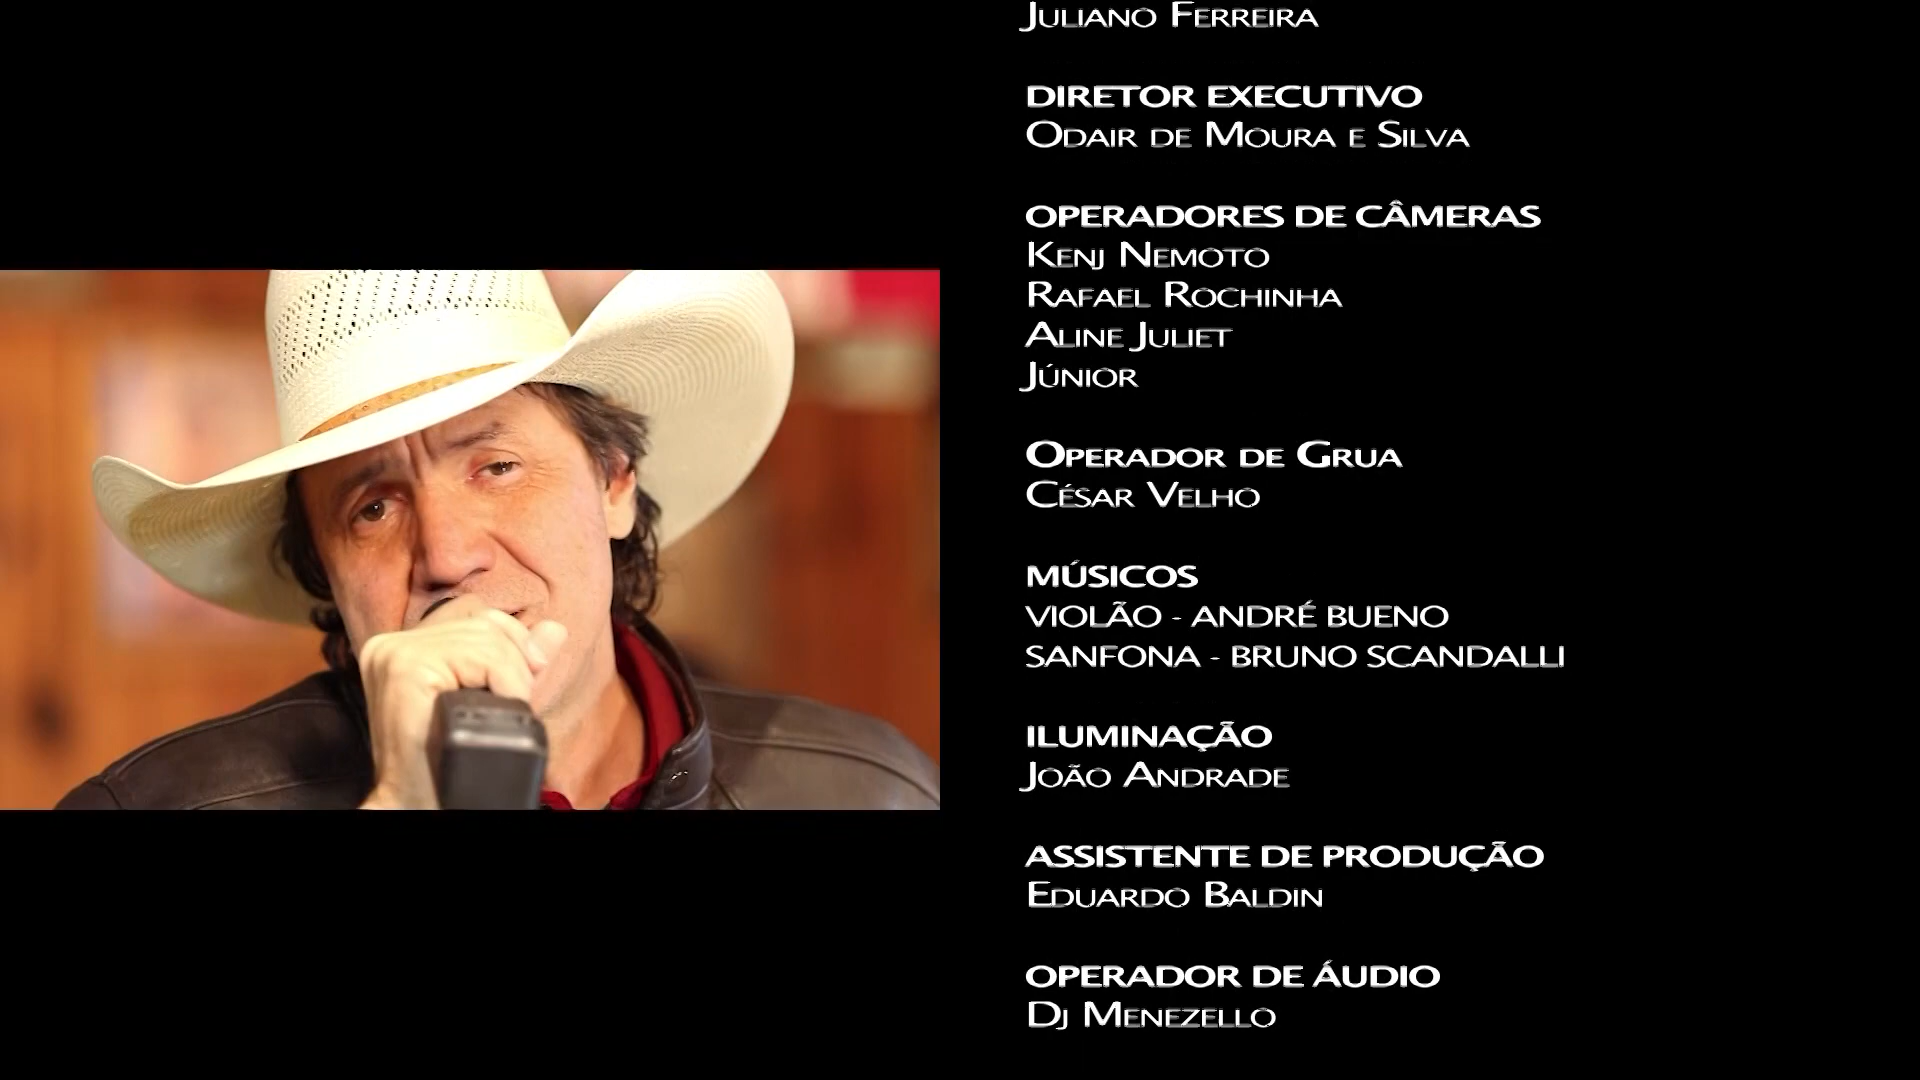 Juliano Ferreira
DIRETOR EXECUTIVO
Odair de Moura e Silva
OPERADORES DE CÂMERAS
Kenj Nemoto
Rafael Rochinha
Aline Juliet
Júnior
Operador de Grua
César Velho
MÚSICOS
VIOLÃO - ANDRÉ BUENO
SANFONA - BRUNO SCANDALLI
ILUMINAÇÃO
João Andrade
ASSISTENTE DE PRODUÇÃO
Eduardo Baldin
OPERADOR DE ÁUDIO
Dj Menezello